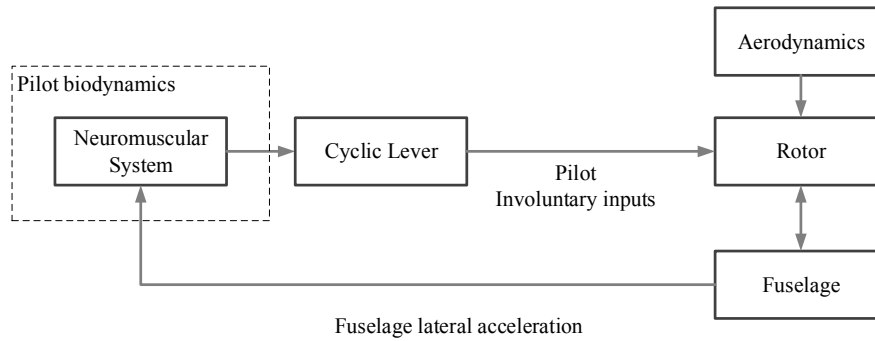 Aerodynamics
Pilot biodynamics
Neuromuscular
System
Cyclic Lever
Rotor
Pilot
Involuntary inputs
Fuselage
Fuselage lateral acceleration